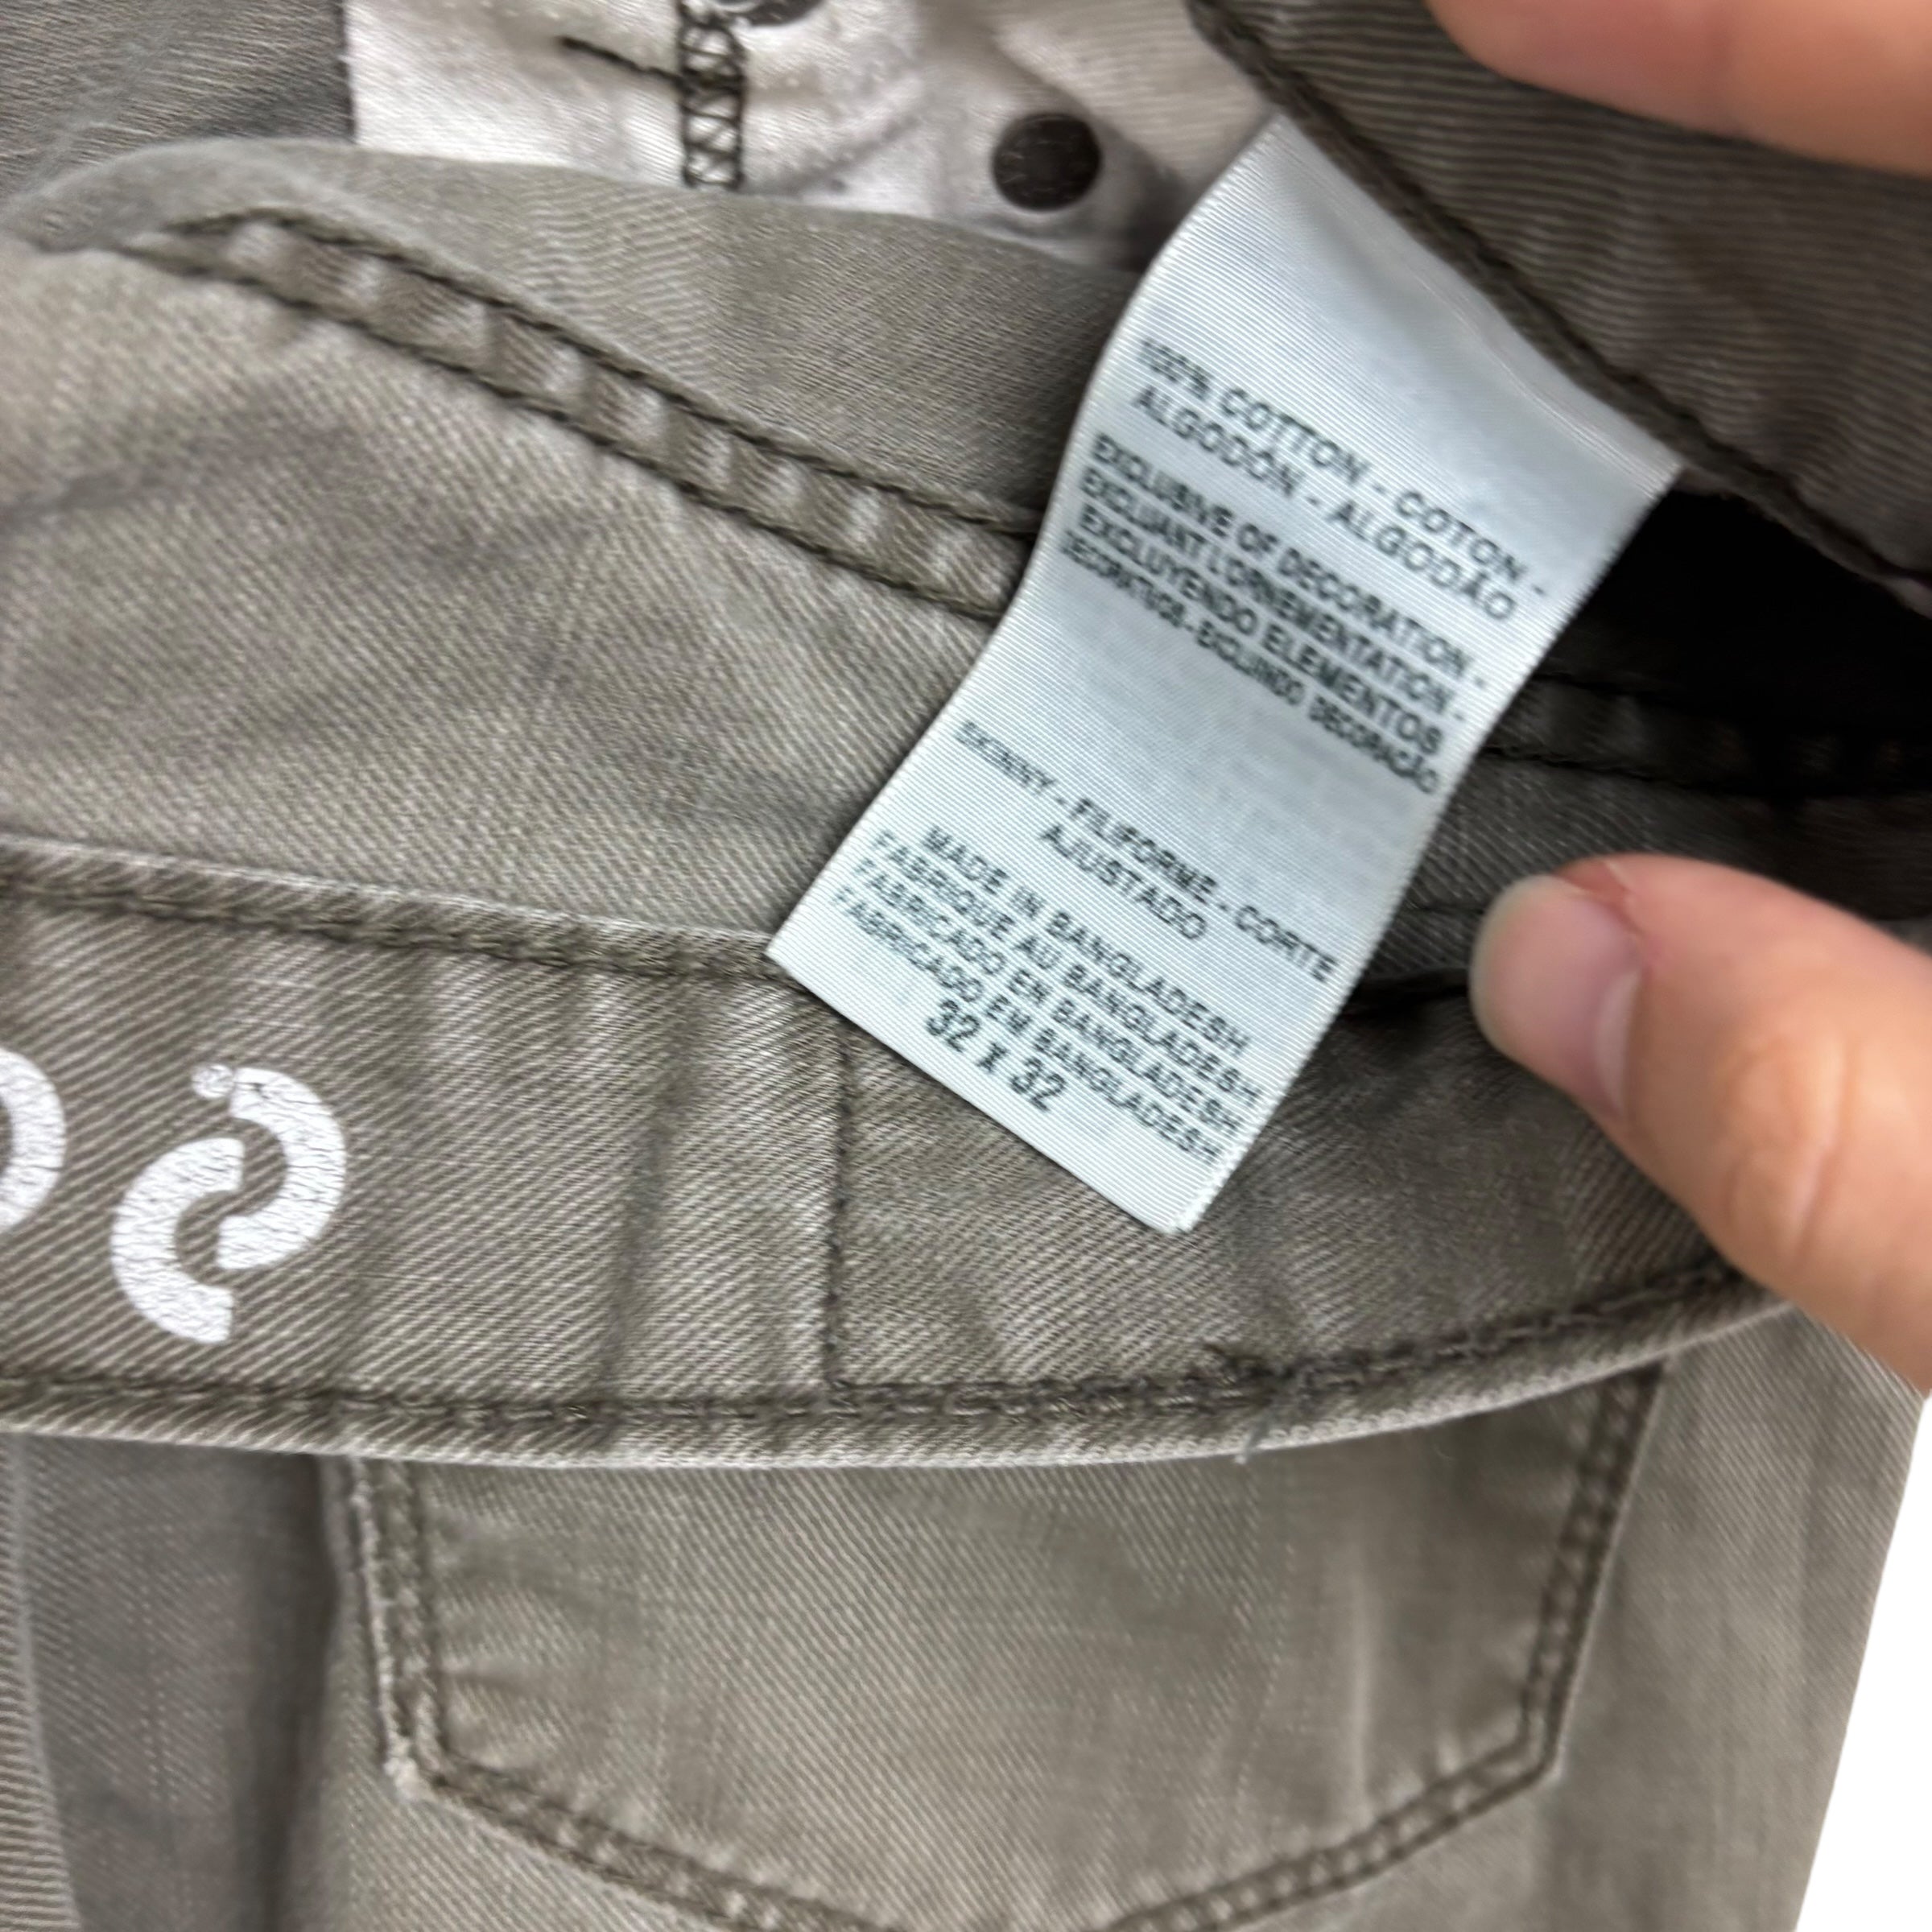 100% COTTON - COTON -
ALGODON - ALGODÃO
EXCLUSIVE OF DECORATION -
EXCLUANT L'ORNEMENTATION -
EXCLUYENDO ELEMENTOS
DECORATIVOS - EXCLUINDO DECORAÇÃO
SKINNY - FILIFORME - CORTE
AJUSTADO
MADE IN BANGLADESH
FABRIQUÉ AU BANGLADESH
FABRICADO EN BANGLADESH
FABRICADO EM BANGLADESH
32 X 32